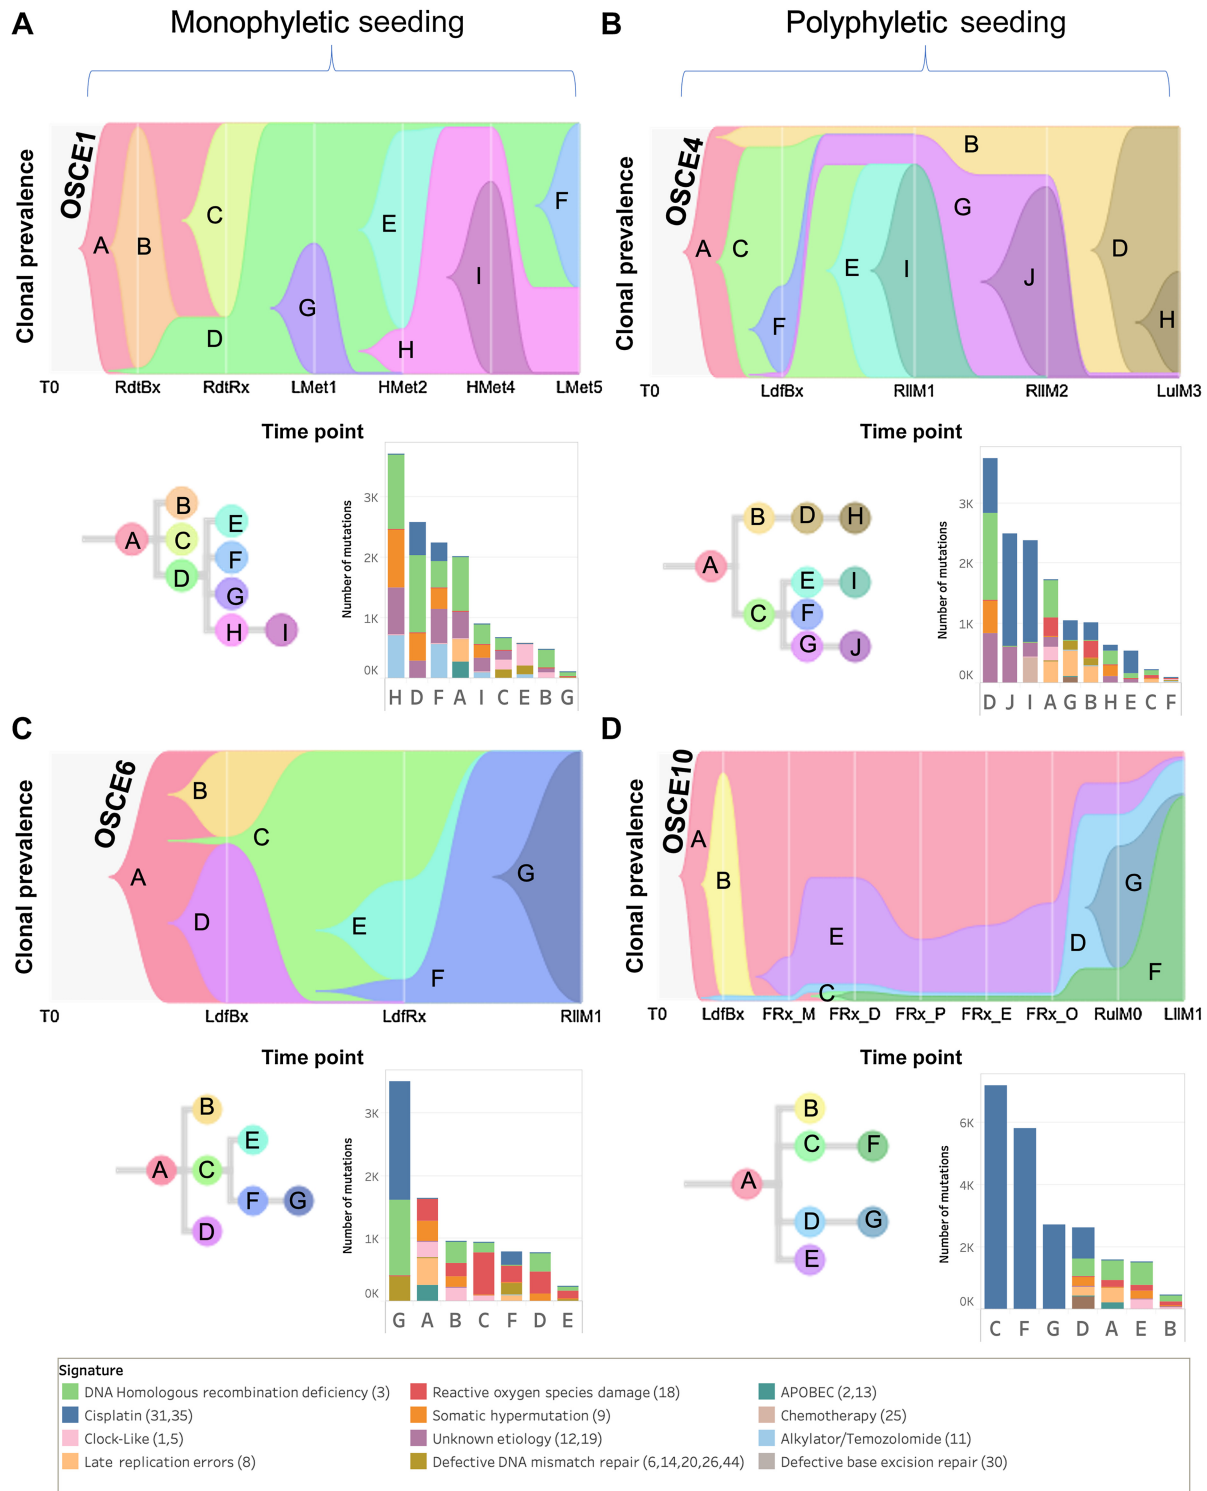 A
Monophyletic seeding
B
Polyphyletic seeding
OSCE1
Clonal prevalence
A
B
C
D
G
E
H
I
F
T0
RdtBx
RdtRx
LMet1
HMet2
HMet4
LMet5
Time point
OSCE4
Clonal prevalence
A
C
F
E
I
B
G
J
D
H
T0
LdfBx
RllM1
RllM2
LulM3
Time point
A
B
C
D
E
F
G
H
I
Number of mutations
3K
2K
1K
0K
H D F A I C E B G
A
B
D
H
C
E
I
F
G
J
Number of mutations
3K
2K
1K
0K
D J I A G B H E C F
C
OSCE6
Clonal prevalence
A
B
C
D
E
F
G
T0
LdfBx
LdfRx
RllM1
Time point
D
OSCE10
Clonal prevalence
A
B
E
C
D
G
F
T0
LdfBx
FRx_M
FRx_D
FRx_P
FRx_E
FRx_O
RulM0
LllM1
Time point
A
B
C
D
E
F
G
Number of mutations
3K
2K
1K
0K
G A B C F D E
A
B
C
F
D
G
E
Number of mutations
6K
4K
2K
0K
C F G D A E B
Signature
DNA Homologous recombination deficiency (3)
Reactive oxygen species damage (18)
APOBEC (2,13)
Cisplatin (31,35)
Somatic hypermutation (9)
Chemotherapy (25)
Clock-Like (1,5)
Unknown etiology (12,19)
Alkylator/Temozolomide (11)
Late replication errors (8)
Defective DNA mismatch repair (6,14,20,26,44)
Defective base excision repair (30)